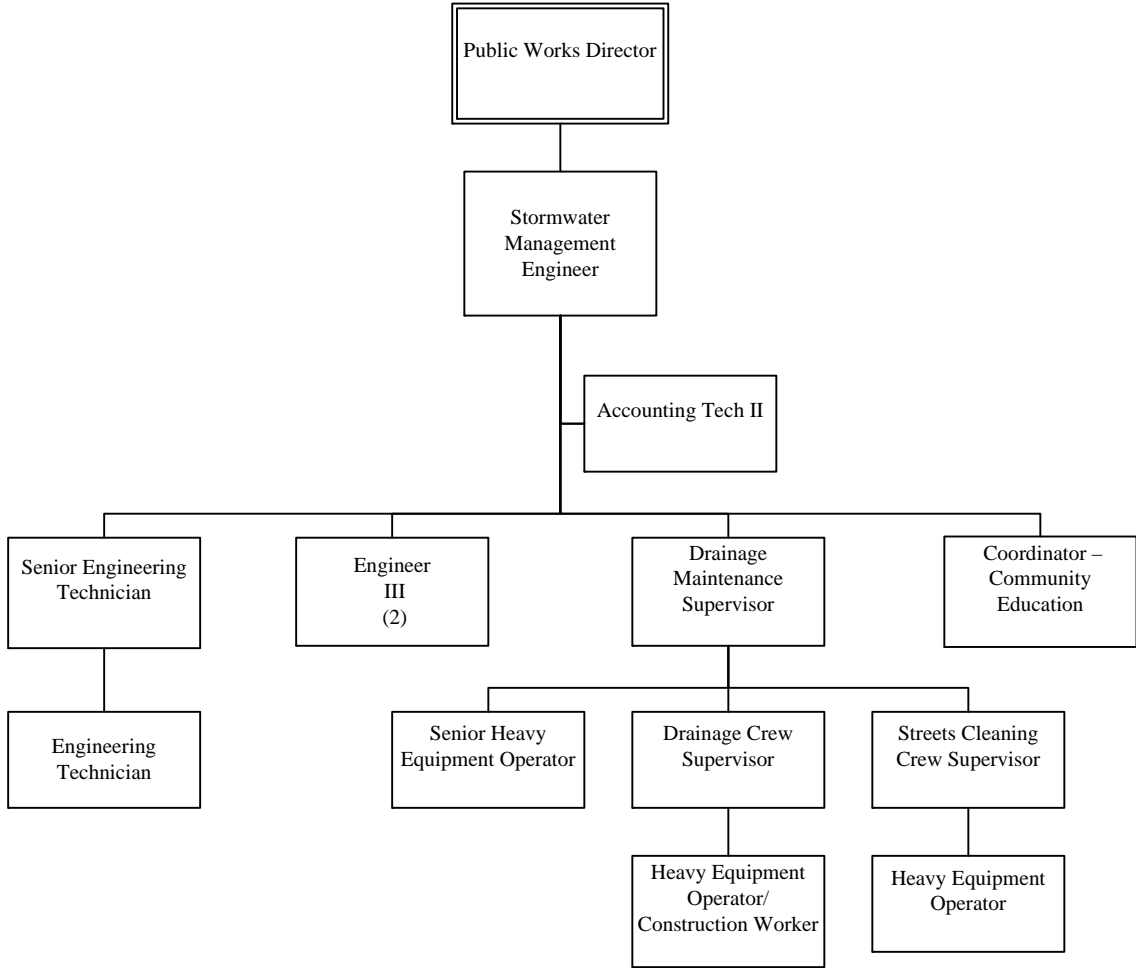 Public Works Director
Stormwater
Management
Engineer
Accounting Tech II
Senior Engineering
Technician
Engineer
III
(2)
Drainage
Maintenance
Supervisor
Coordinator –
Community
Education
Engineering
Technician
Senior Heavy
Equipment Operator
Drainage Crew
Supervisor
Streets Cleaning
Crew Supervisor
Heavy Equipment
Operator/
Construction Worker
Heavy Equipment
Operator